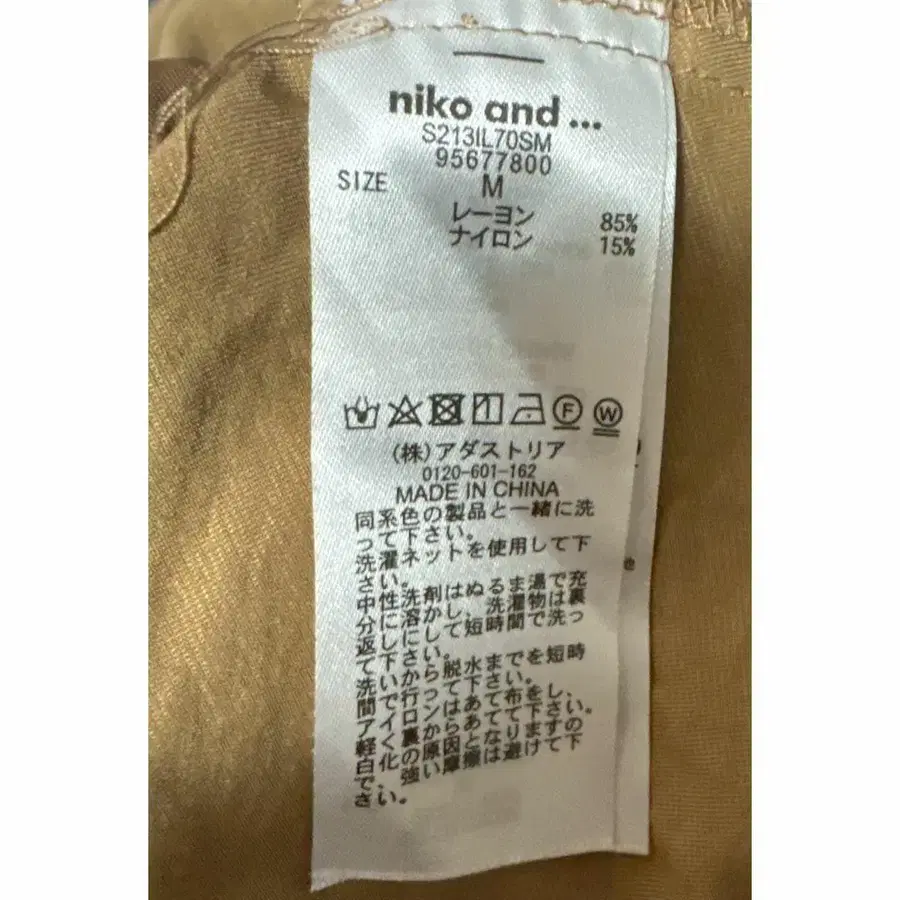 niko and ...
S213IL70SM
95677800
SIZE M
レーヨン 85%
ナイロン 15%
F W
(株)アダストリア
0120-601-162
MADE IN CHINA
同系色の製品と一緒に洗
って下さい。
洗濯ネットを使用して下
さい。
中性洗剤はぬるま湯で充
分に溶かし、洗濯物は裏
返しにして短時間で洗っ
て下さい。
洗いから脱水までを短時
間で行って下さい。
アイロンはあて布をし、
軽く裏からあてて下さい。
白化の原因となりますの
で、強い摩擦は避けて下
さい。